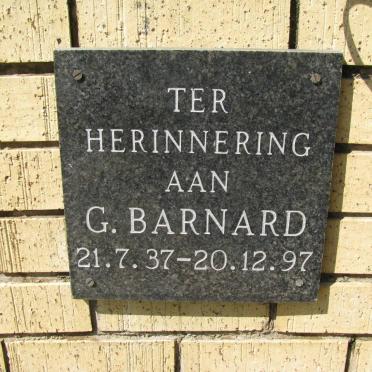 TER
HERINNERING
AAN
G. BARNARD
21.7.37-20.12.97